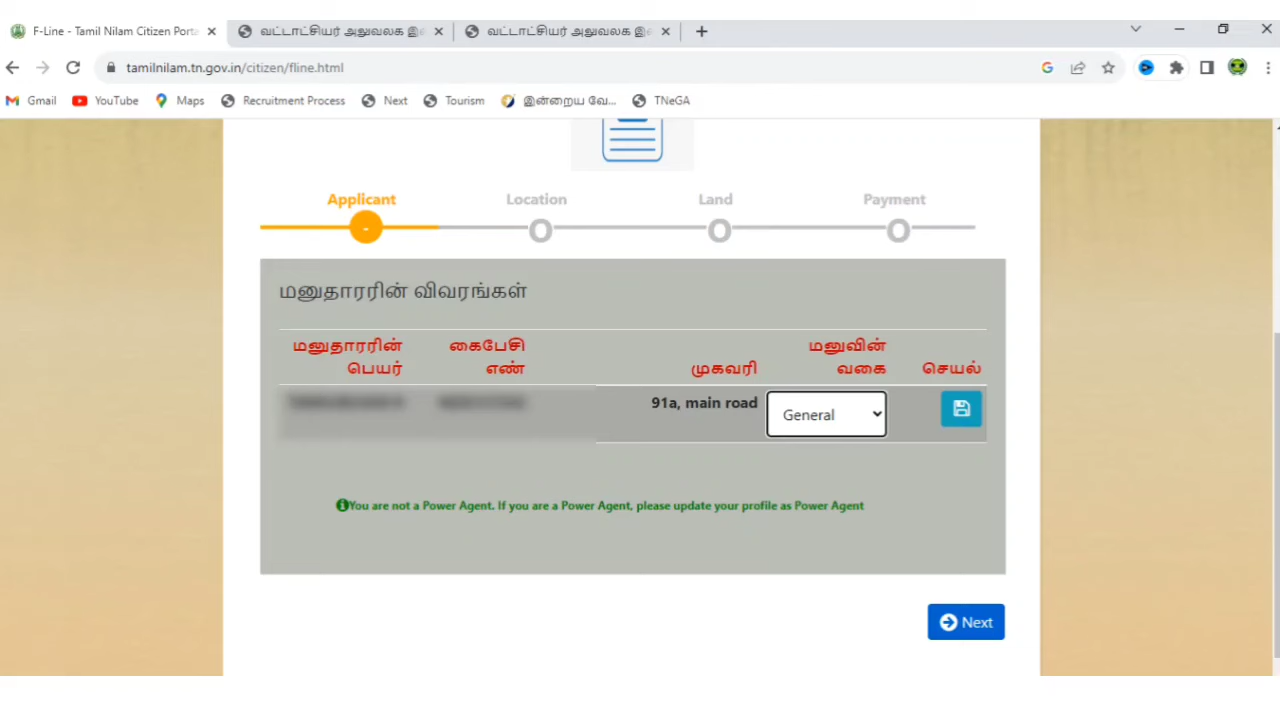 F-Line - Tamil Nilam Citizen Porta
வட்டாட்சியர் அலுவலக இ
வட்டாட்சியர் அலுவலக இ
tamilnilam.tn.gov.in/citizen/fline.html
Gmail YouTube Maps Recruitment Process Next Tourism இன்றைய வே... TNeGA
Applicant Location Land Payment
மனுதாரரின் விவரங்கள்
மனுதாரரின் கைபேசி மனுவின்
பெயர் எண் முகவரி வகை செயல்
91a, main road General
You are not a Power Agent. If you are a Power Agent, please update your profile as Power Agent
Next